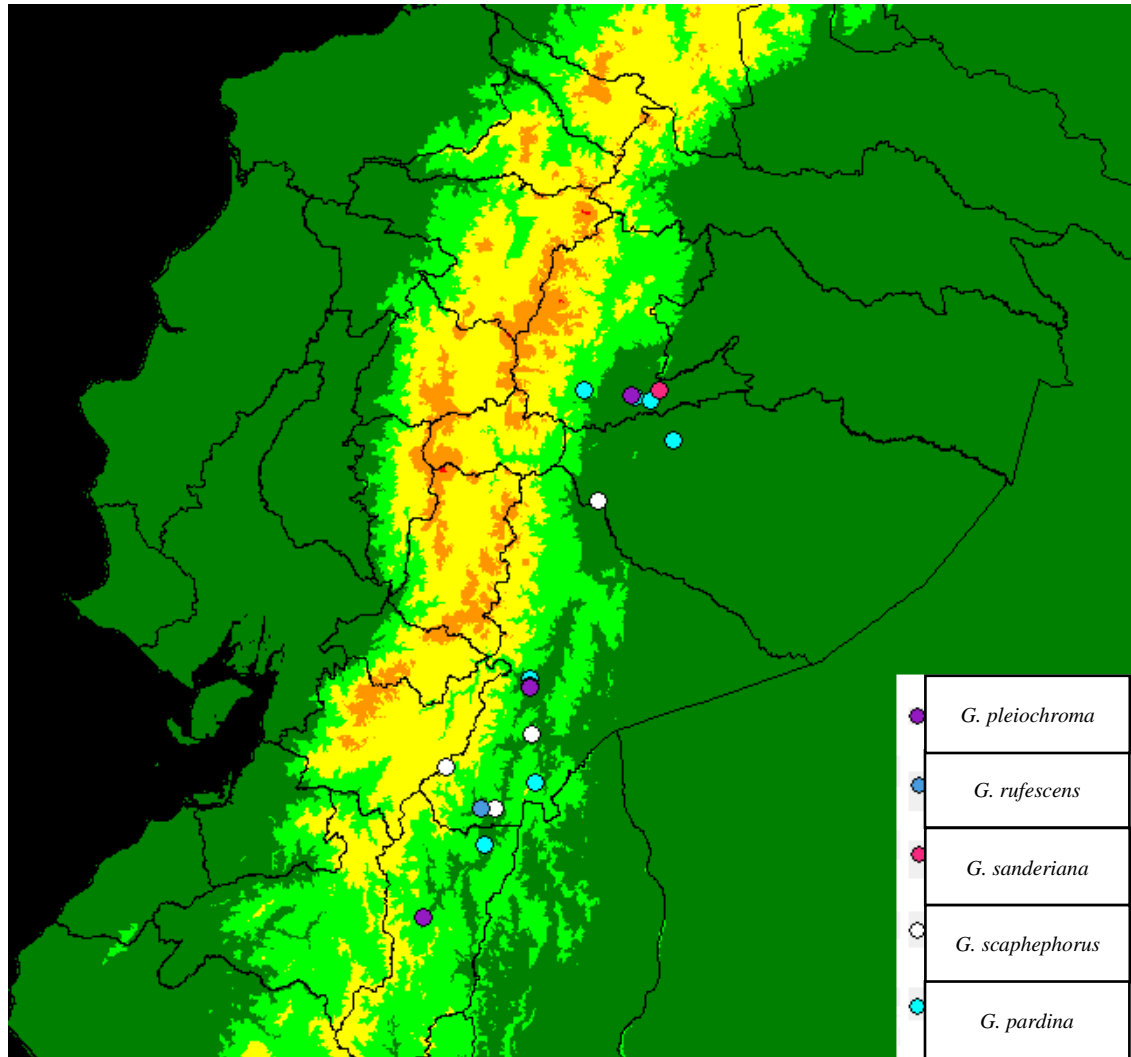 G. pleiochroma
G. rufescens
G. sanderiana
G. scaphephorus
G. pardina